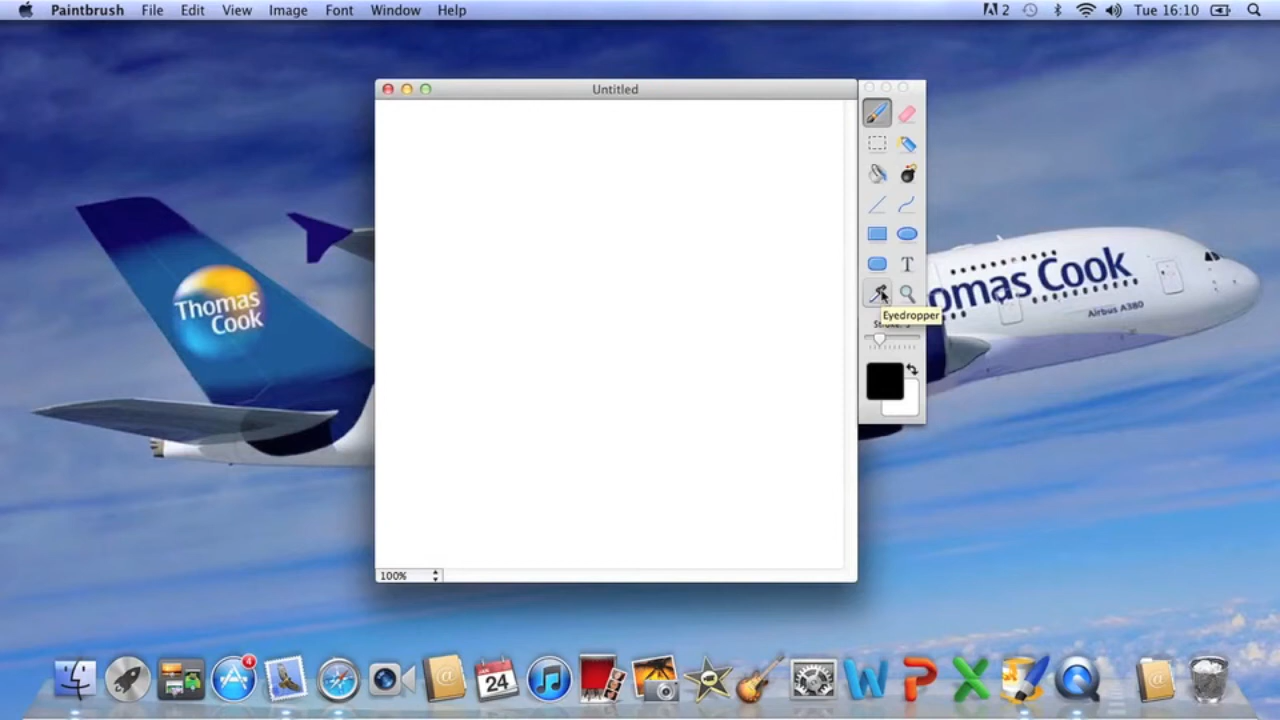 Paintbrush File Edit View Image Font Window Help
2 Tue 16:10
Untitled
T
Thomas
Cook
omas Cook
Airbus A380
Eyedropper
100%
4
24
W P X